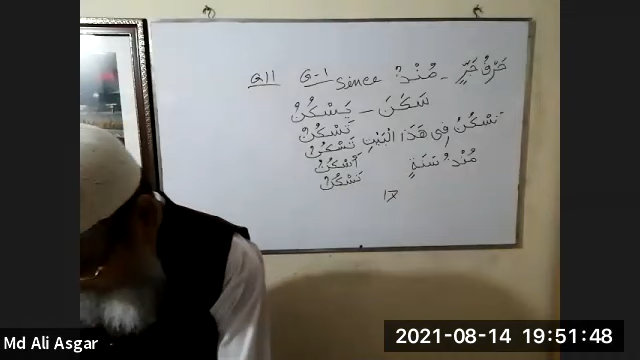 حَرْفُ جَرٍّ - مُنْذُ Since G-1 Q11
سَكَنَ - يَسْكُنُ
تَسْكُنُ
نَسْكُنُ فِي هَذَا الْبَيْتِ تَسْكُنُ
مُنْذُ سَنَةٍ أَسْكُنُ
نَسْكُنُ
Md Ali Asgar
2021-08-14 19:51:48